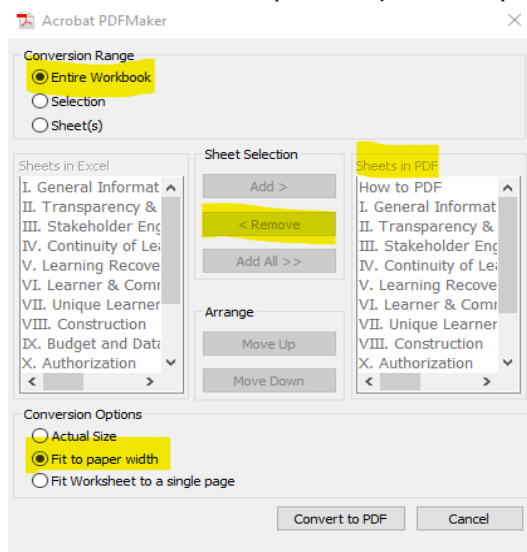 Acrobat PDFMaker
Conversion Range
Entire Workbook
Selection
Sheet(s)
Sheets in Excel
I. General Informat
II. Transparency &
III. Stakeholder Eng
IV. Continuity of Lea
V. Learning Recove
VI. Learner & Comr
VII. Unique Learner
VIII. Construction
IX. Budget and Data
X. Authorization
Sheet Selection
Add >
< Remove
Add All >>
Arrange
Move Up
Move Down
Sheets in PDF
How to PDF
I. General Informat
II. Transparency &
III. Stakeholder Eng
IV. Continuity of Lea
V. Learning Recove
VI. Learner & Comr
VII. Unique Learner
VIII. Construction
X. Authorization
Conversion Options
Actual Size
Fit to paper width
Fit Worksheet to a single page
Convert to PDF
Cancel